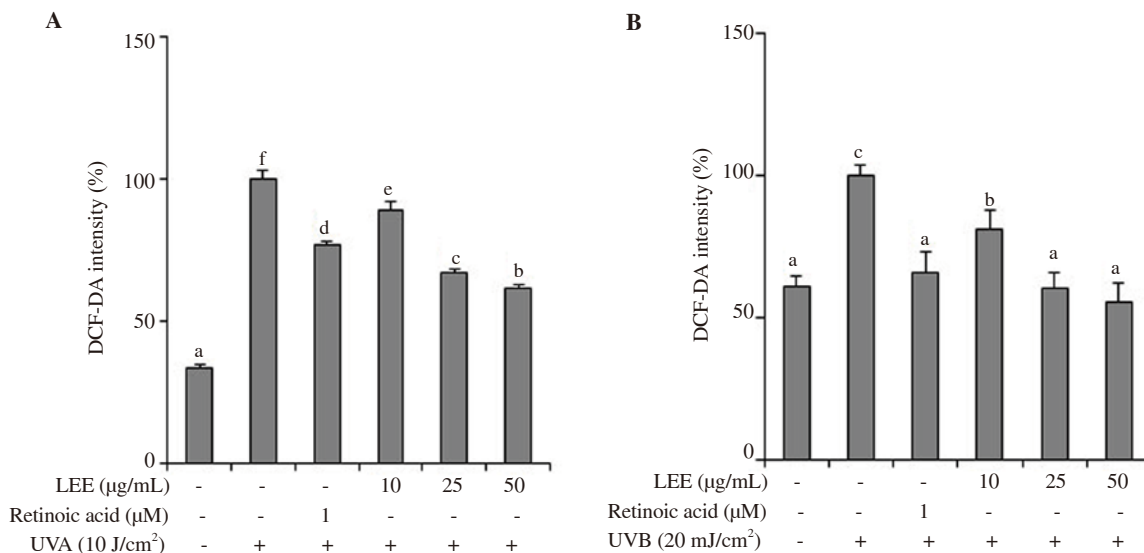 A
150
100
50
0
DCF-DA intensity (%)
a
f
d
e
c
b
LEE (μg/mL) - - - 10 25 50
Retinoic acid (μM) - - 1 - - -
UVA (10 J/cm²) - + + + + +
B
150
100
50
0
DCF-DA intensity (%)
a
c
a
b
a
a
LEE (μg/mL) - - - 10 25 50
Retinoic acid (μM) - - 1 - - -
UVB (20 mJ/cm²) - + + + + +